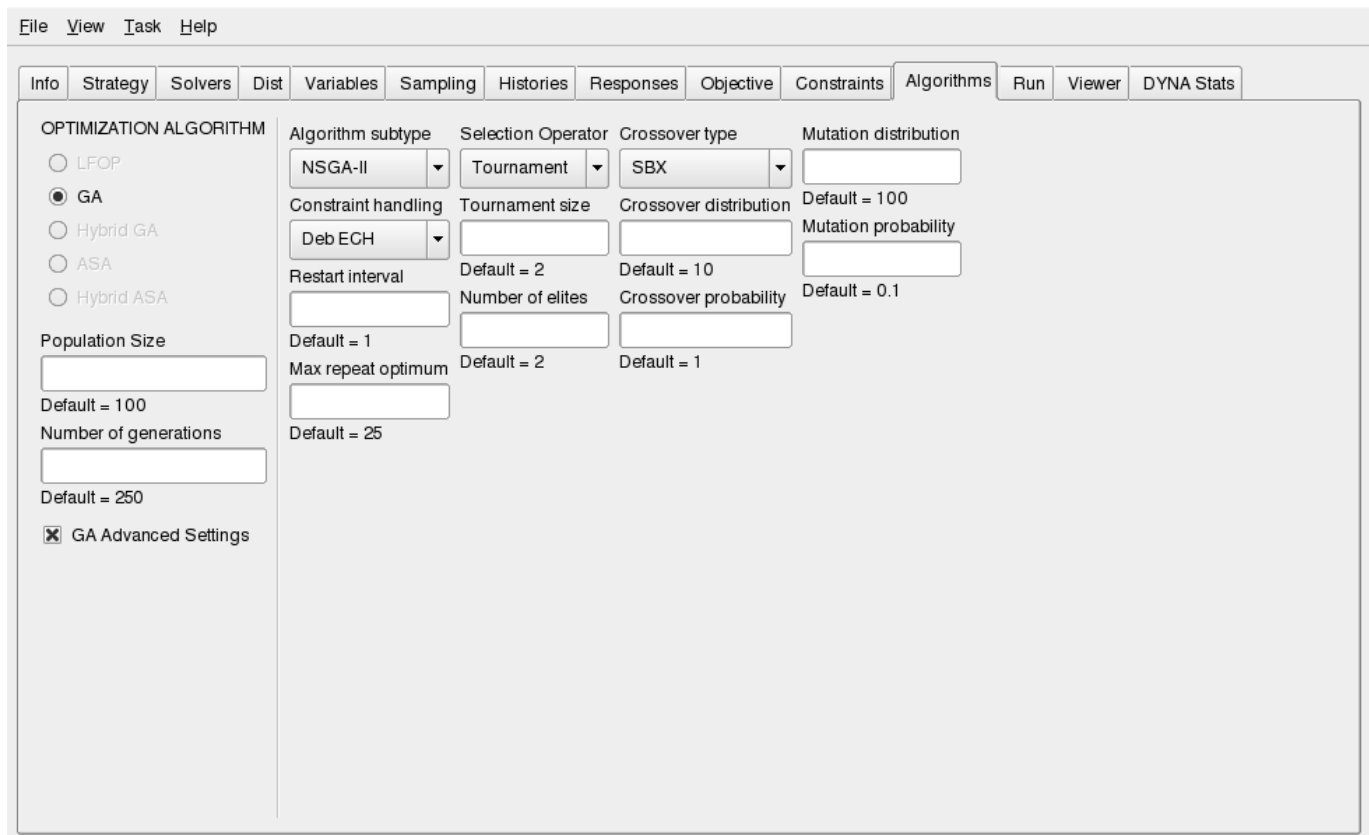 File View Task Help
Info Strategy Solvers Dist Variables Sampling Histories Responses Objective Constraints Algorithms Run Viewer DYNA Stats
OPTIMIZATION ALGORITHM
LFOP
GA
Hybrid GA
ASA
Hybrid ASA
Population Size
Default = 100
Number of generations
Default = 250
GA Advanced Settings
Algorithm subtype
NSGA-II
Constraint handling
Deb ECH
Restart interval
Default = 1
Max repeat optimum
Default = 25
Selection Operator
Tournament
Tournament size
Default = 2
Number of elites
Default = 2
Crossover type
SBX
Crossover distribution
Default = 10
Crossover probability
Default = 1
Mutation distribution
Default = 100
Mutation probability
Default = 0.1